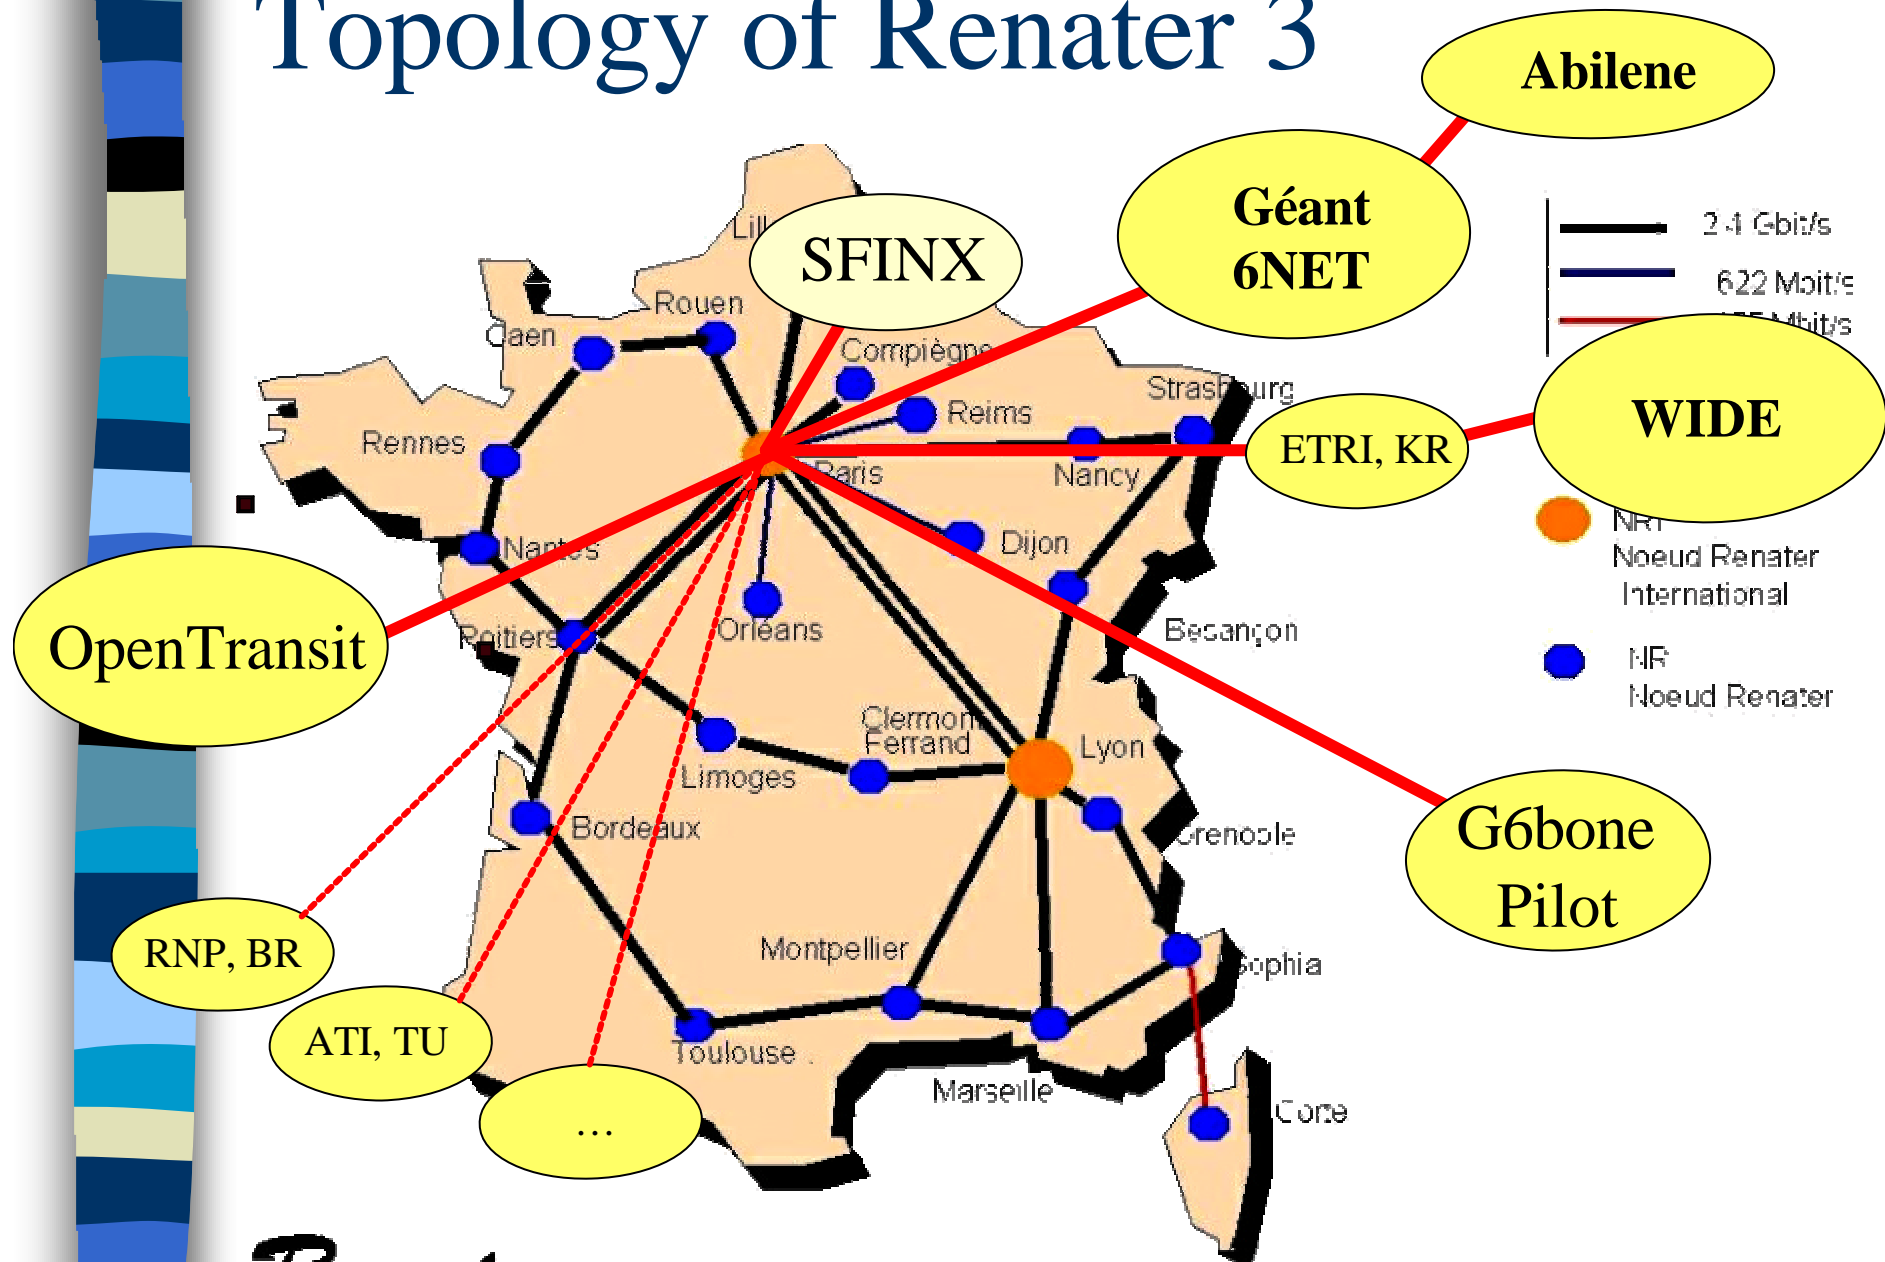 Topology of Renater 3
Abilene
Géant
6NET
SFINX
2.4 Gbit/s
622 Mbit/s
Mbit/s
WIDE
ETRI, KR
Rouen
Caen
Compiègne
Reims
Strasbourg
Rennes
Paris
Nancy
Nantes
Dijon
NRI
Noeud Renater
International
Besançon
OpenTransit
Poitiers
Orléans
NR
Noeud Renater
Clermont
Ferrand
Lyon
Limoges
Bordeaux
Grenoble
G6bone
Pilot
RNP, BR
Montpellier
Sophia
ATI, TU
Toulouse
Marseille
Corte
…